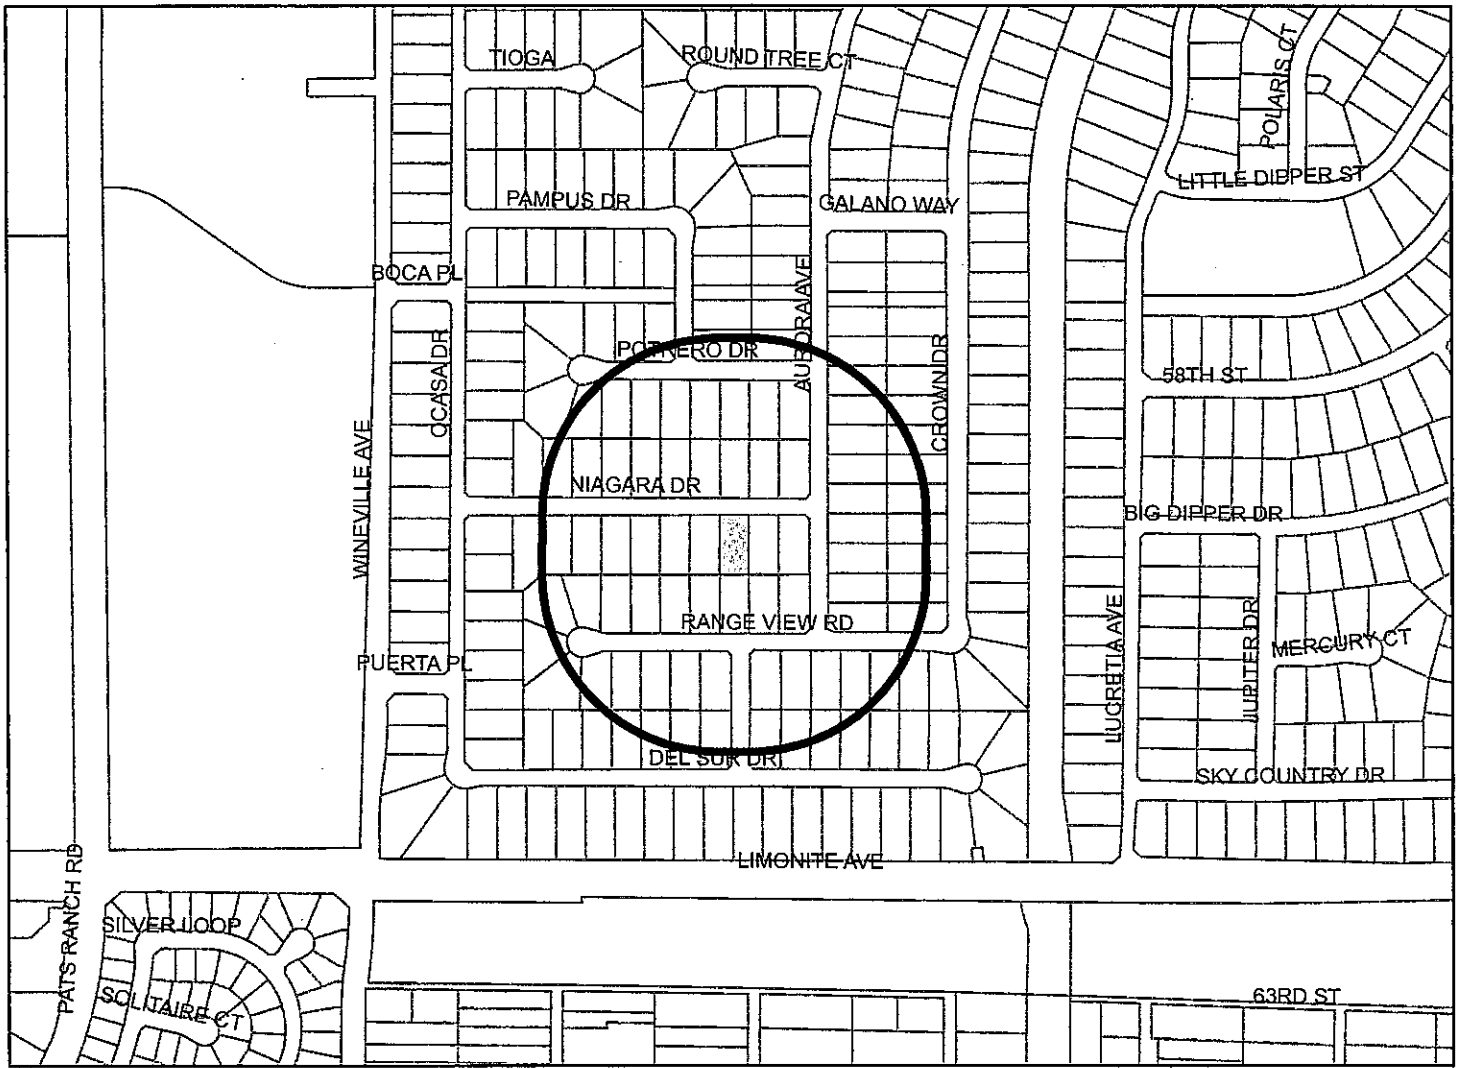 TIOGA
ROUND TREE CT
POLARIS CT
LITTLE DIPPER ST
PAMPUS DR
GALANO WAY
BOCA PL
OCASA DR
POTRERO DR
CROWN DR
58TH ST
WINEVILLE AVE
NIAGARA DR
BIG DIPPER DR
RANGE VIEW RD
LUCRETIA AVE
JUPITER DR
MERCURY CT
PUERTA PL
DEL SUR DR
SKY COUNTRY DR
LIMONITE AVE
PATS RANCH RD
SILVER LOOP
SOLITAIRE CT
63RD ST